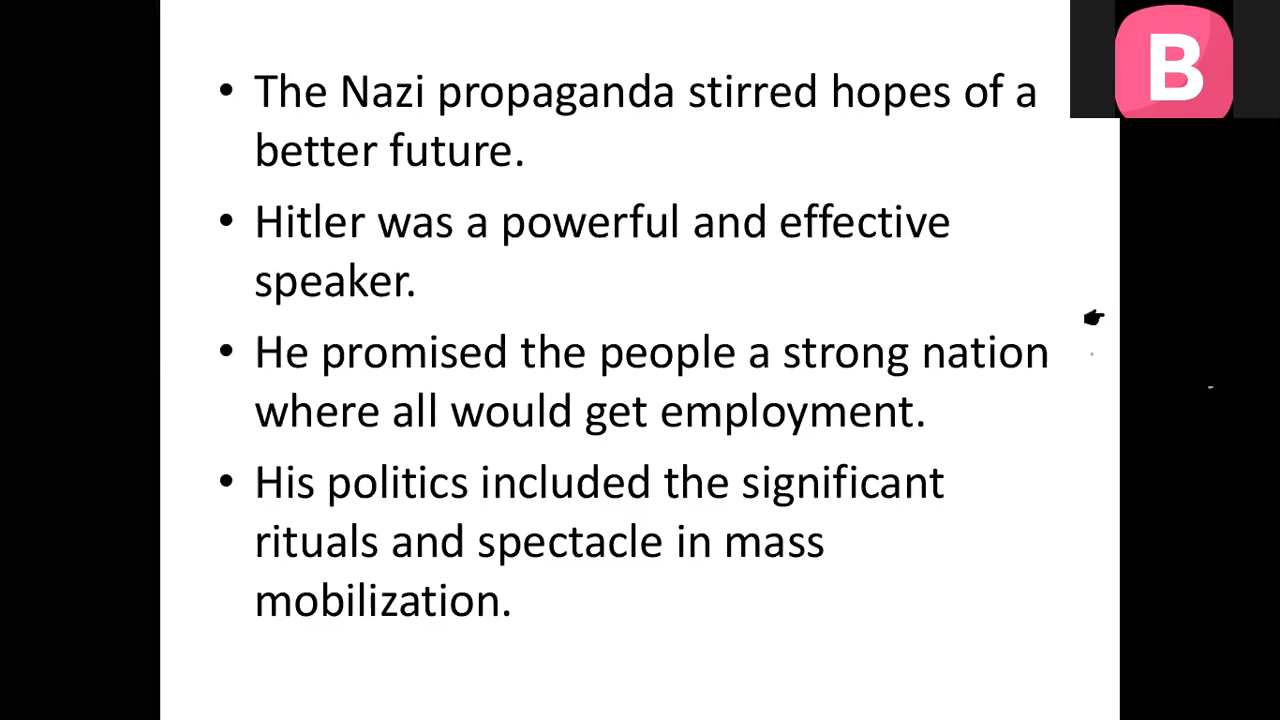 B
• The Nazi propaganda stirred hopes of a
better future.
• Hitler was a powerful and effective
speaker.
• He promised the people a strong nation
where all would get employment.
• His politics included the significant
rituals and spectacle in mass
mobilization.